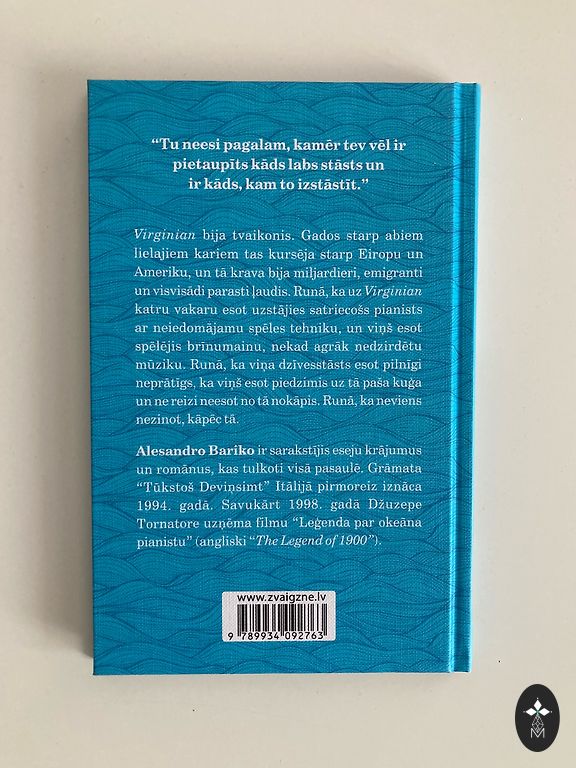 “Tu neesi pagalam, kamēr tev vēl ir
pietaupīts kāds labs stāsts un
ir kāds, kam to izstāstīt.”
Virginian bija tvaikonis. Gados starp abiem
lielajiem kariem tas kursēja starp Eiropu un
Ameriku, un tā krava bija miljardieri, emigranti
un visvisādi parasti ļaudis. Runā, ka uz Virginian
katru vakaru esot uzstājies satriecošs pianists
ar neiedomājamu spēles tehniku, un viņš esot
spēlējis brīnumainu, nekad agrāk nedzirdētu
mūziku. Runā, ka viņa dzīvesstāsts esot pilnīgi
neprātīgs, ka viņš esot piedzimis uz tā paša kuģa
un ne reizi neesot no tā nokāpis. Runā, ka neviens
nezinot, kāpēc tā.
Alesandro Bariko ir sarakstījis eseju krājumus
un romānus, kas tulkoti visā pasaulē. Grāmata
“Tūkstoš Deviņsimt” Itālijā pirmoreiz iznāca
1994. gadā. Savukārt 1998. gadā Džuzepe
Tornatore uzņēma filmu “Leģenda par okeāna
pianistu” (angliski “The Legend of 1900”).
www.zvaigzne.lv
9 789934 092763
M